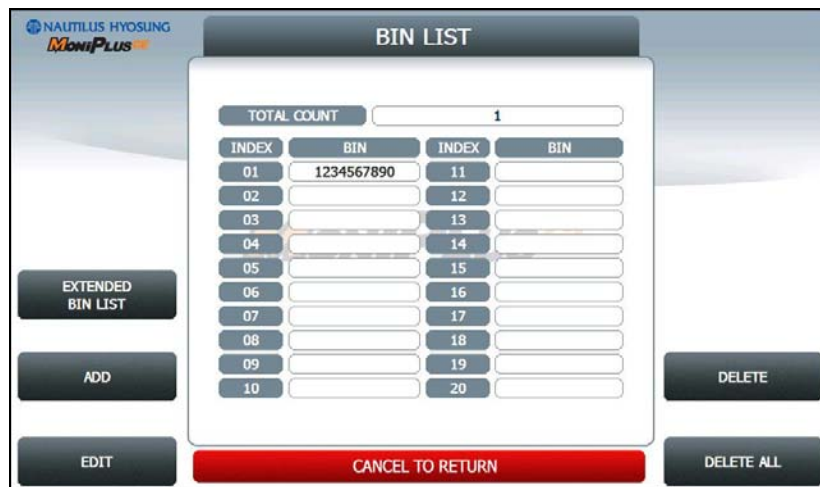 NAUTILUS HYOSUNG
MONIPLUS
BIN LIST
TOTAL COUNT 1
INDEX BIN INDEX BIN
01 1234567890 11
02 12
03 13
04 14
05 15
06 16
07 17
08 18
09 19
10 20
EXTENDED
BIN LIST
ADD
DELETE
EDIT
CANCEL TO RETURN
DELETE ALL